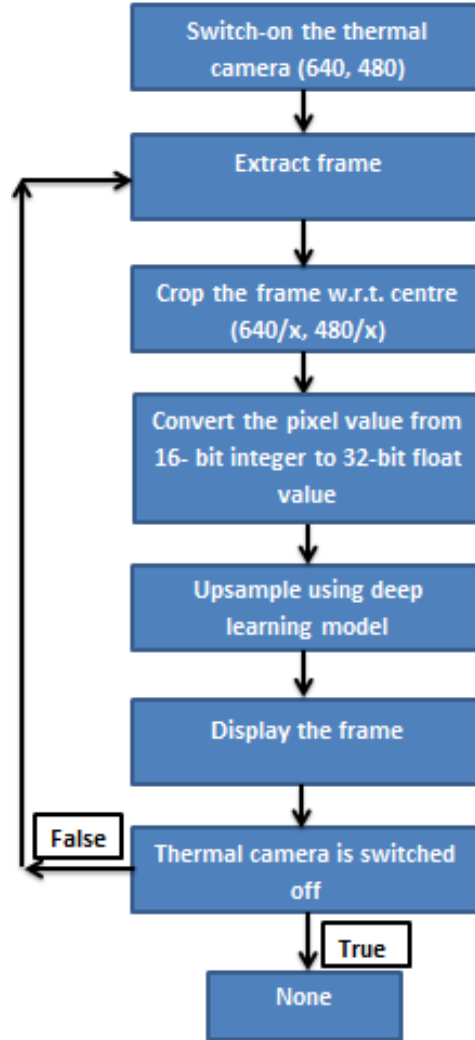 Switch-on the thermal
camera (640, 480)
Extract frame
Crop the frame w.r.t. centre
(640/x, 480/x)
Convert the pixel value from
16- bit integer to 32-bit float
value
Upsample using deep
learning model
Display the frame
False
Thermal camera is switched
off
True
None